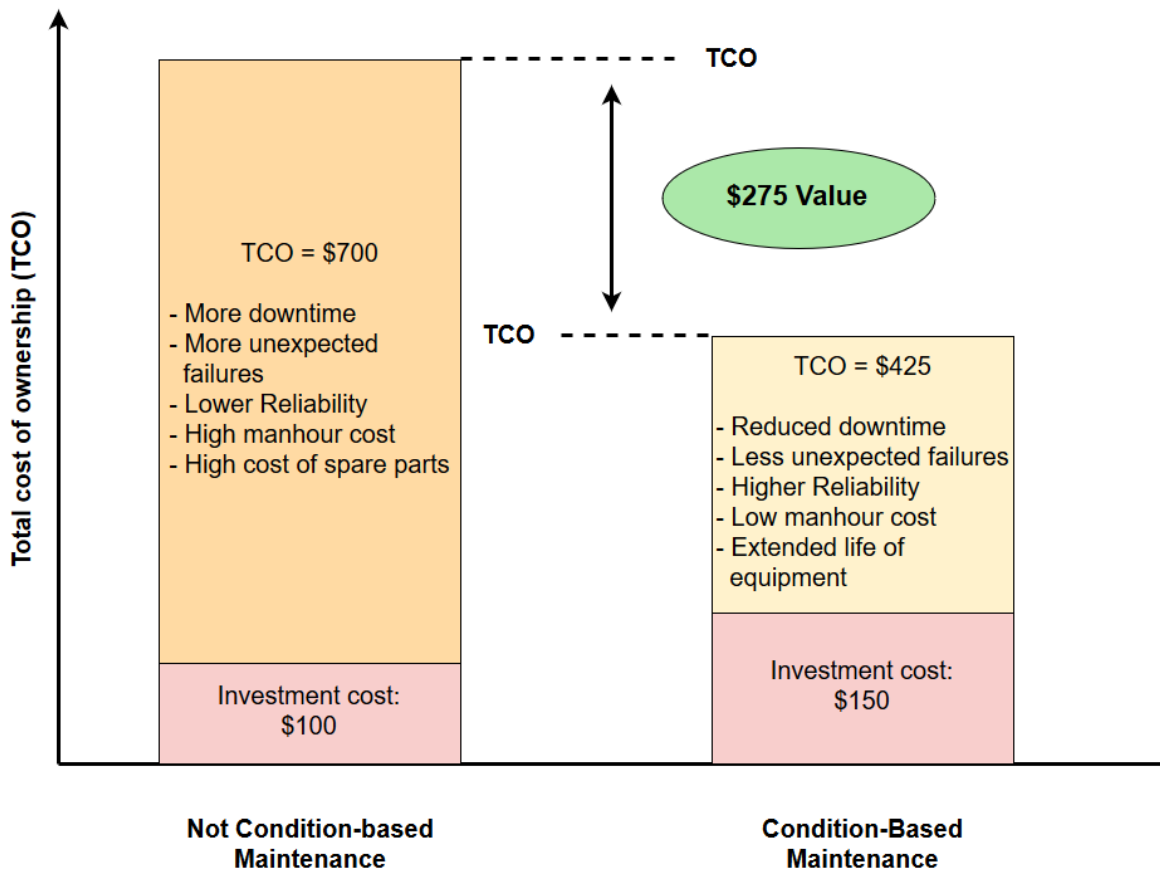 Total cost of ownership (TCO)
TCO
$275 Value
TCO = $700
- More downtime
- More unexpected
failures
- Lower Reliability
- High manhour cost
- High cost of spare parts
Investment cost:
$100
TCO
TCO = $425
- Reduced downtime
- Less unexpected failures
- Higher Reliability
- Low manhour cost
- Extended life of
equipment
Investment cost:
$150
Not Condition-based
Maintenance
Condition-Based
Maintenance